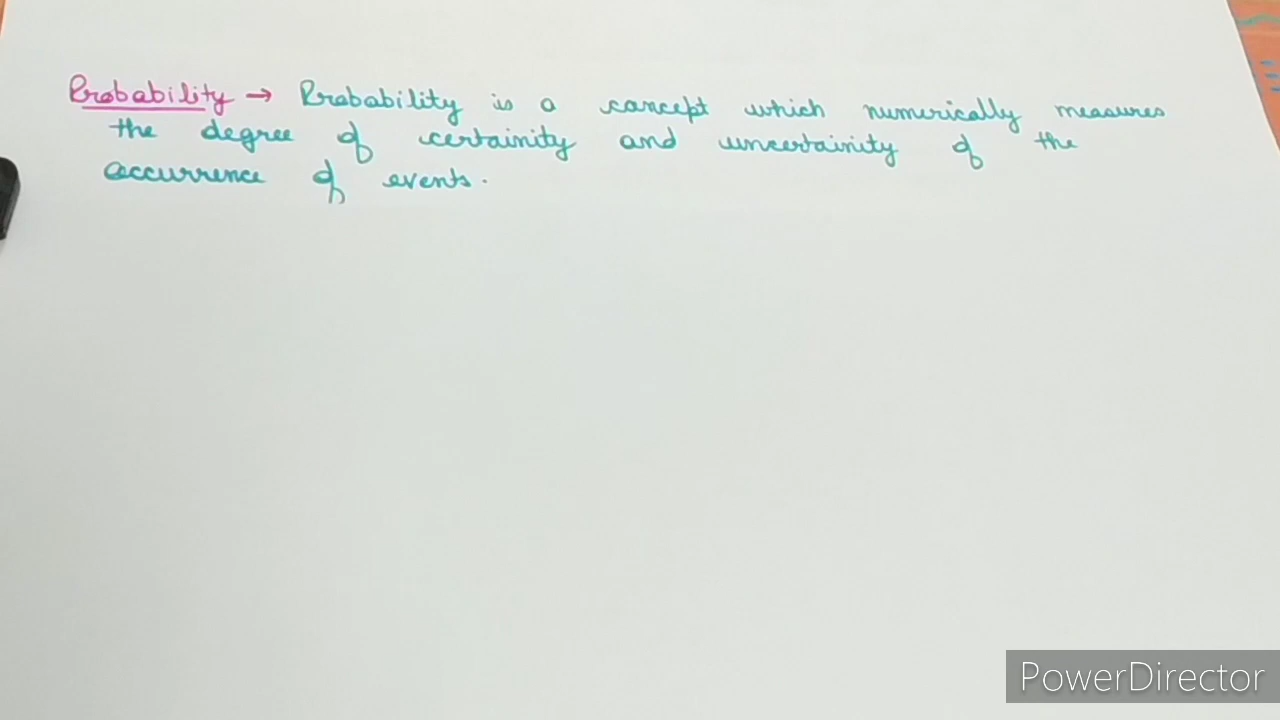 Probability → Probability is a concept which numerically measures
the degree of certainity and uncertainity of the
occurrence of events.
PowerDirector